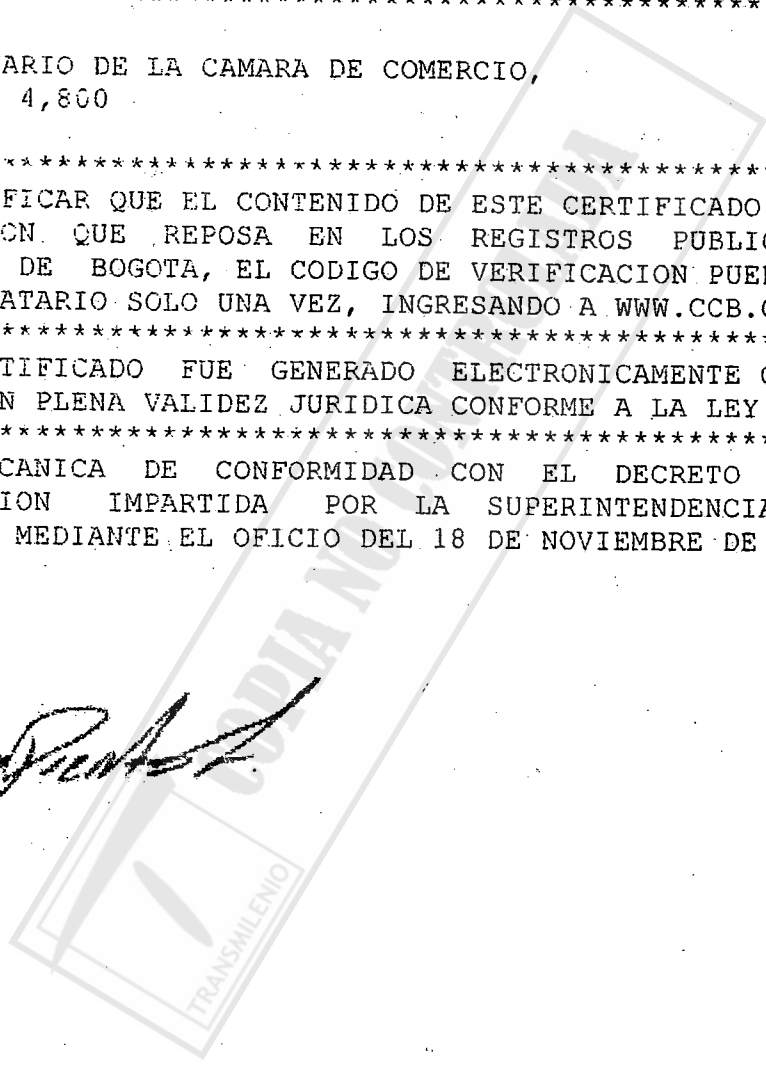 ARIO DE LA CAMARA DE COMERCIO,
4,800
*****************************************
FICAR QUE EL CONTENIDO DE ESTE CERTIFICADO
ON QUE REPOSA EN LOS REGISTROS PUBLI
DE BOGOTA, EL CODIGO DE VERIFICACION PUE
ATARIO SOLO UNA VEZ, INGRESANDO A WWW.CCB.
*****************************************
TIFICADO FUE GENERADO ELECTRONICAMENTE
N PLENA VALIDEZ JURIDICA CONFORME A LA LEY
*****************************************
CANICA DE CONFORMIDAD CON EL DECRETO
ION IMPARTIDA POR LA SUPERINTENDENCIA
MEDIANTE EL OFICIO DEL 18 DE NOVIEMBRE DE
COPIA NO CONTROLADA
TRANSMILENIO